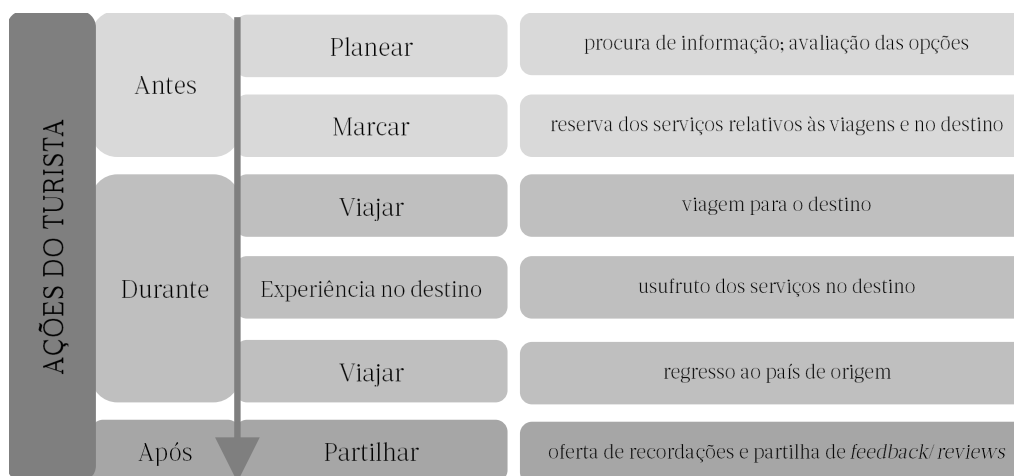 AÇÕES DO TURISTA
Antes
Planear
procura de informação; avaliação das opções
Marcar
reserva dos serviços relativos às viagens e no destino
Durante
Viajar
viagem para o destino
Experiência no destino
usufruto dos serviços no destino
Viajar
regresso ao país de origem
Após
Partilhar
oferta de recordações e partilha de feedback/reviews